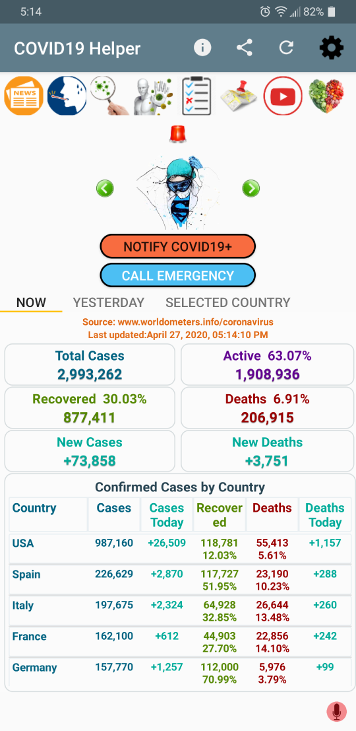 5:14
82%
COVID19 Helper
NEWS
NOTIFY COVID19+
CALL EMERGENCY
NOW YESTERDAY SELECTED COUNTRY
Source: www.worldometers.info/coronavirus
Last updated:April 27, 2020, 05:14:10 PM
Total Cases Active 63.07%
2,993,262 1,908,936
Recovered 30.03% Deaths 6.91%
877,411 206,915
New Cases New Deaths
+73,858 +3,751
Confirmed Cases by Country
Country Cases Cases Recover Deaths Deaths
Today ed Today
USA 987,160 +26,509 118,781 55,413 +1,157
12.03% 5.61%
Spain 226,629 +2,870 117,727 23,190 +288
51.95% 10.23%
Italy 197,675 +2,324 64,928 26,644 +260
32.85% 13.48%
France 162,100 +612 44,903 22,856 +242
27.70% 14.10%
Germany 157,770 +1,257 112,000 5,976 +99
70.99% 3.79%